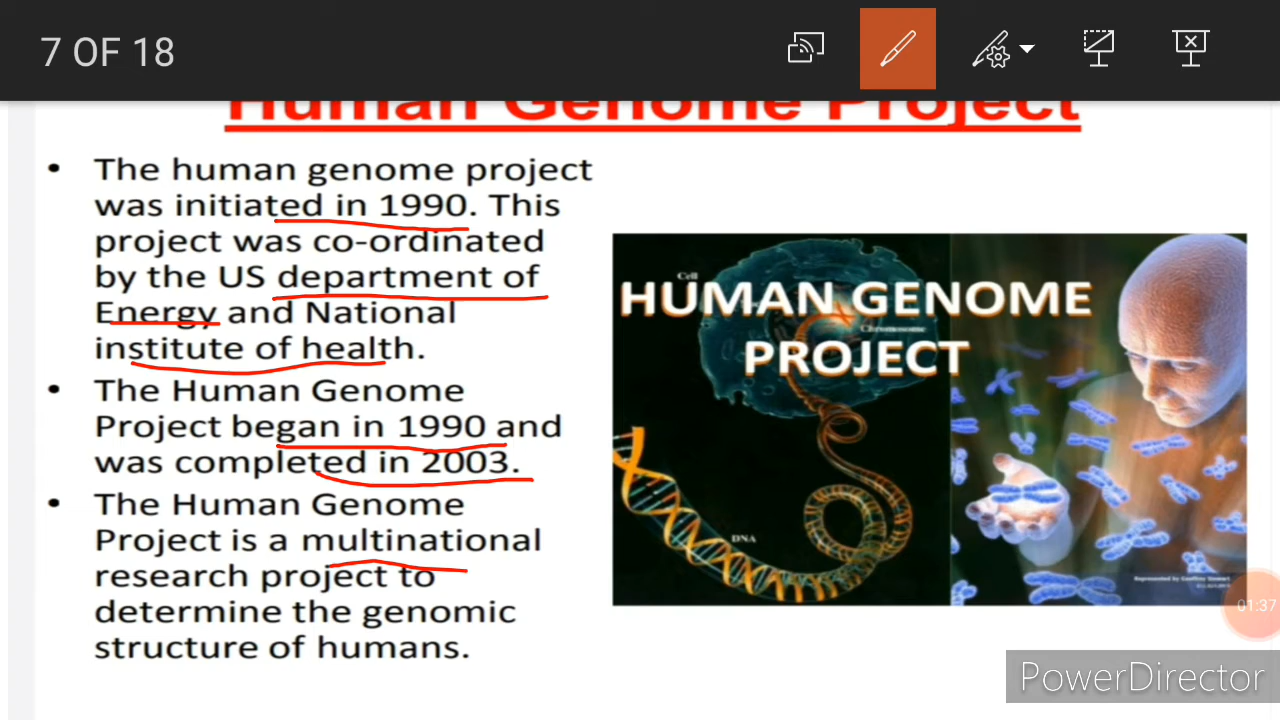 7 OF 18
Human Genome Project
• The human genome project
was initiated in 1990. This
project was co-ordinated
by the US department of
Energy and National
institute of health.
• The Human Genome
Project began in 1990 and
was completed in 2003.
• The Human Genome
Project is a multinational
research project to
determine the genomic
structure of humans.
Cell
HUMAN GENOME
Chromosome
PROJECT
DNA
01:37
PowerDirector